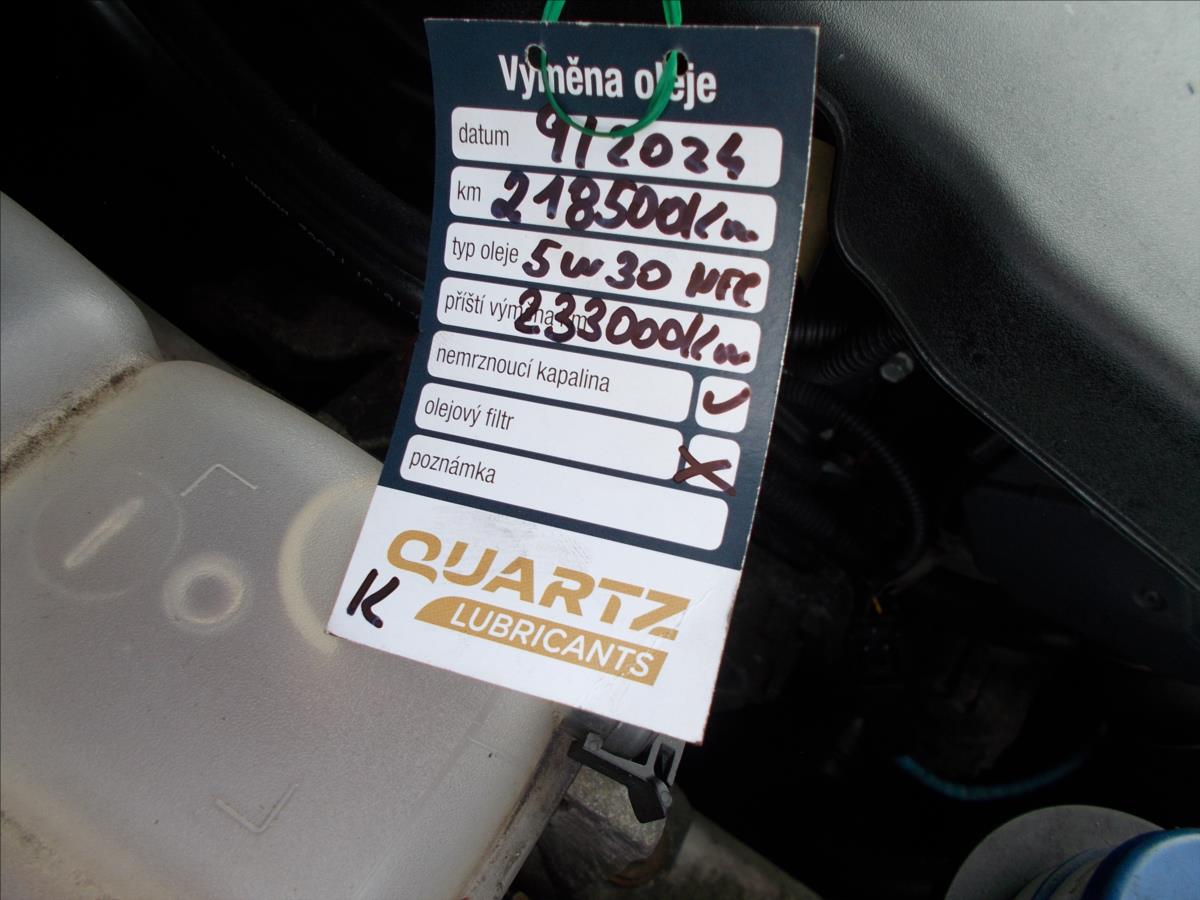 Výměna oleje
datum 9/2024
km 218500km
typ oleje 5w30 NFC
příští výměna km 233000km
nemrznoucí kapalina ✓
olejový filtr X
poznámka
K
QUARTZ
LUBRICANTS